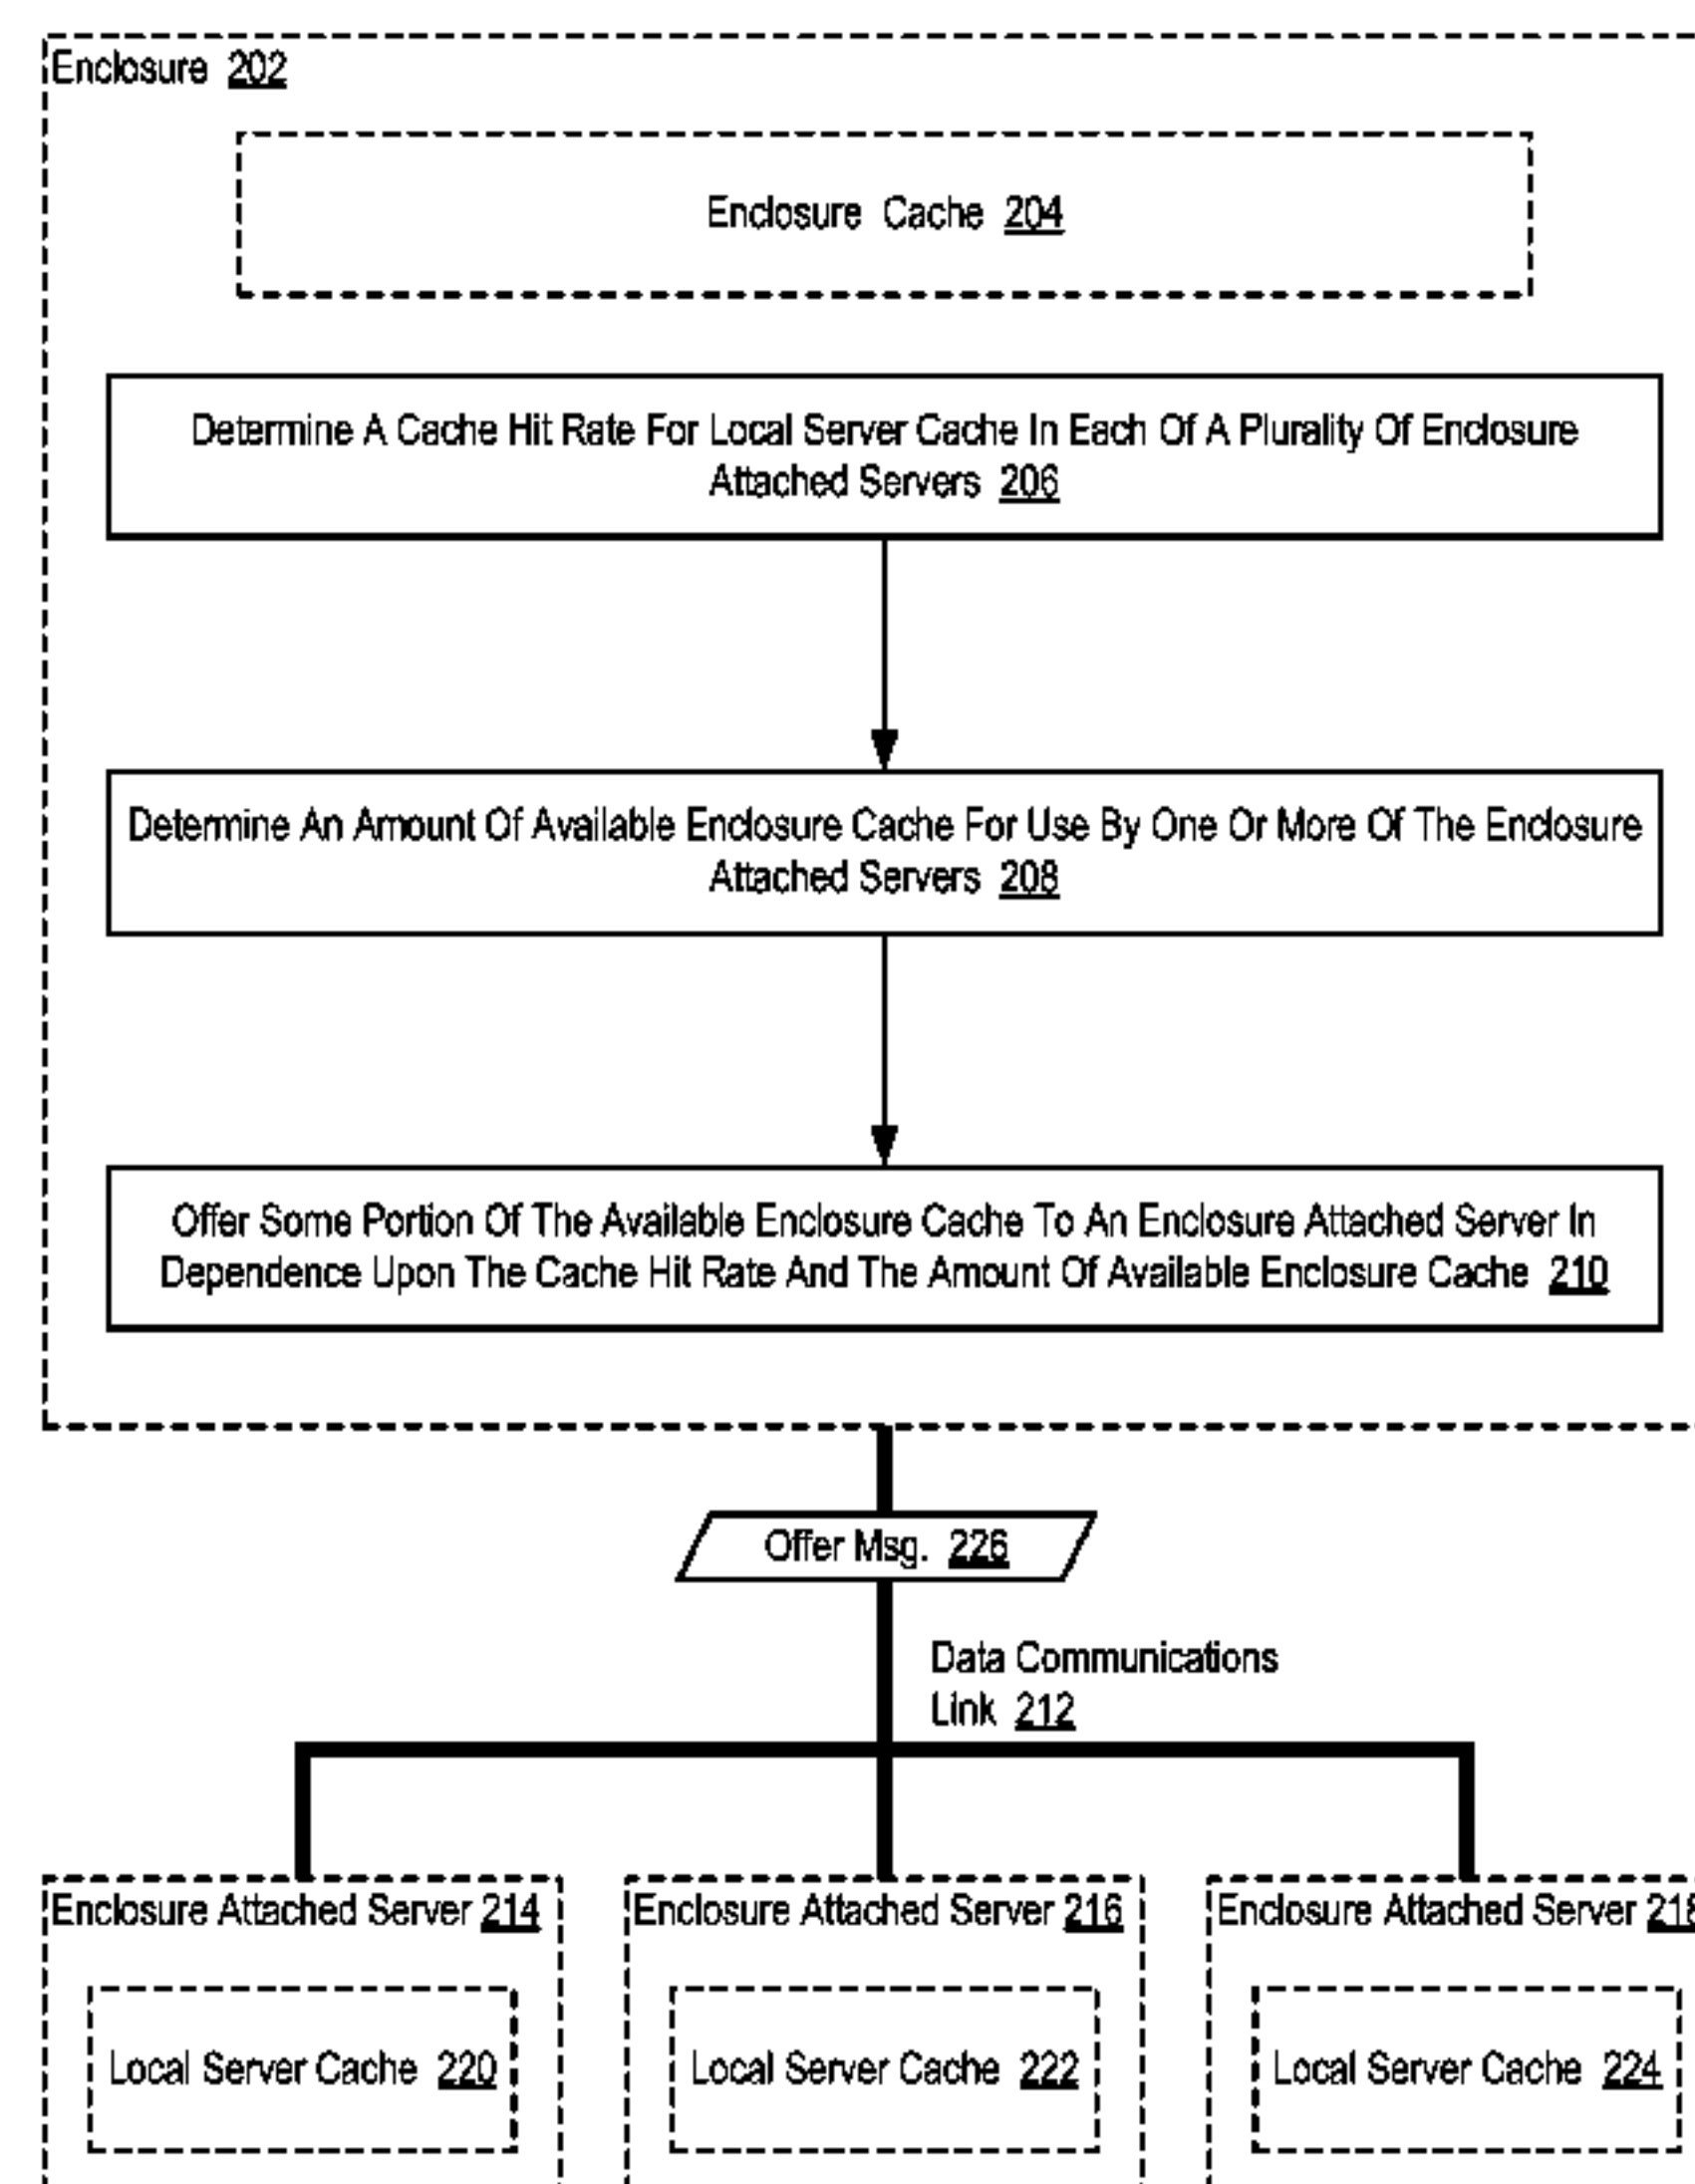 Enclosure 202
Enclosure Cache 204
Determine A Cache Hit Rate For Local Server Cache In Each Of A Plurality Of Enclosure
Attached Servers 206
Determine An Amount Of Available Enclosure Cache For Use By One Or More Of The Enclosure
Attached Servers 208
Offer Some Portion Of The Available Enclosure Cache To An Enclosure Attached Server In
Dependence Upon The Cache Hit Rate And The Amount Of Available Enclosure Cache 210
Offer Msg. 226
Data Communications
Link 212
Enclosure Attached Server 214
Enclosure Attached Server 216
Enclosure Attached Server 218
Local Server Cache 220
Local Server Cache 222
Local Server Cache 224